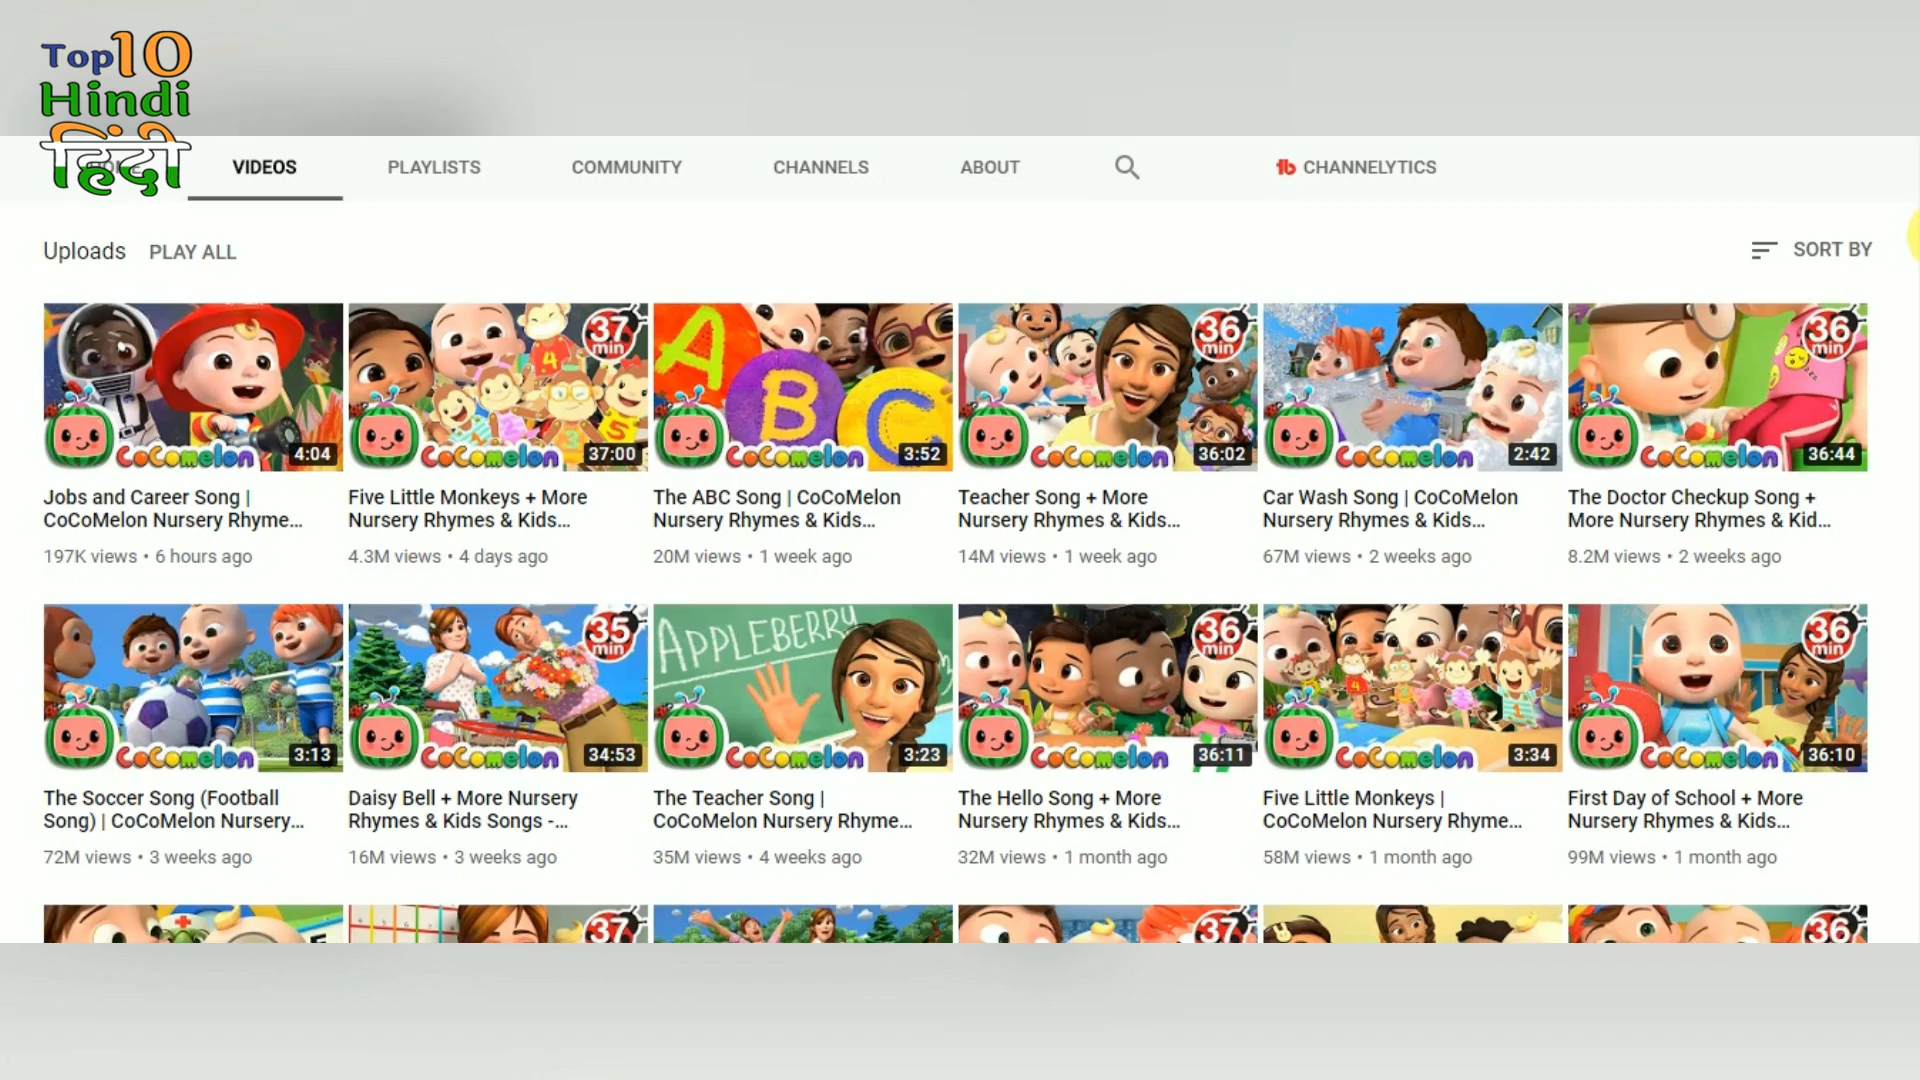 Top10
Hindi
हिंदी
VIDEOS
PLAYLISTS
COMMUNITY
CHANNELS
ABOUT
tb CHANNELYTICS
Uploads PLAY ALL
SORT BY
4:04
37 min
37:00
A B C
3:52
36 min
36:02
2:42
36 min
36:44
CoComelon
CoComelon
CoComelon
CoComelon
CoComelon
CoComelon
Jobs and Career Song |
CoCoMelon Nursery Rhyme...
197K views • 6 hours ago
Five Little Monkeys + More
Nursery Rhymes & Kids...
4.3M views • 4 days ago
The ABC Song | CoCoMelon
Nursery Rhymes & Kids...
20M views • 1 week ago
Teacher Song + More
Nursery Rhymes & Kids...
14M views • 1 week ago
Car Wash Song | CoCoMelon
Nursery Rhymes & Kids...
67M views • 2 weeks ago
The Doctor Checkup Song +
More Nursery Rhymes & Kid...
8.2M views • 2 weeks ago
3:13
35 min
34:53
APPLEBERRY
3:23
36 min
36:11
3:34
36 min
36:10
CoComelon
CoComelon
CoComelon
CoComelon
CoComelon
CoComelon
The Soccer Song (Football
Song) | CoCoMelon Nursery...
72M views • 3 weeks ago
Daisy Bell + More Nursery
Rhymes & Kids Songs -...
16M views • 3 weeks ago
The Teacher Song |
CoCoMelon Nursery Rhyme...
35M views • 4 weeks ago
The Hello Song + More
Nursery Rhymes & Kids...
32M views • 1 month ago
Five Little Monkeys |
CoCoMelon Nursery Rhyme...
58M views • 1 month ago
First Day of School + More
Nursery Rhymes & Kids...
99M views • 1 month ago
37
37
36